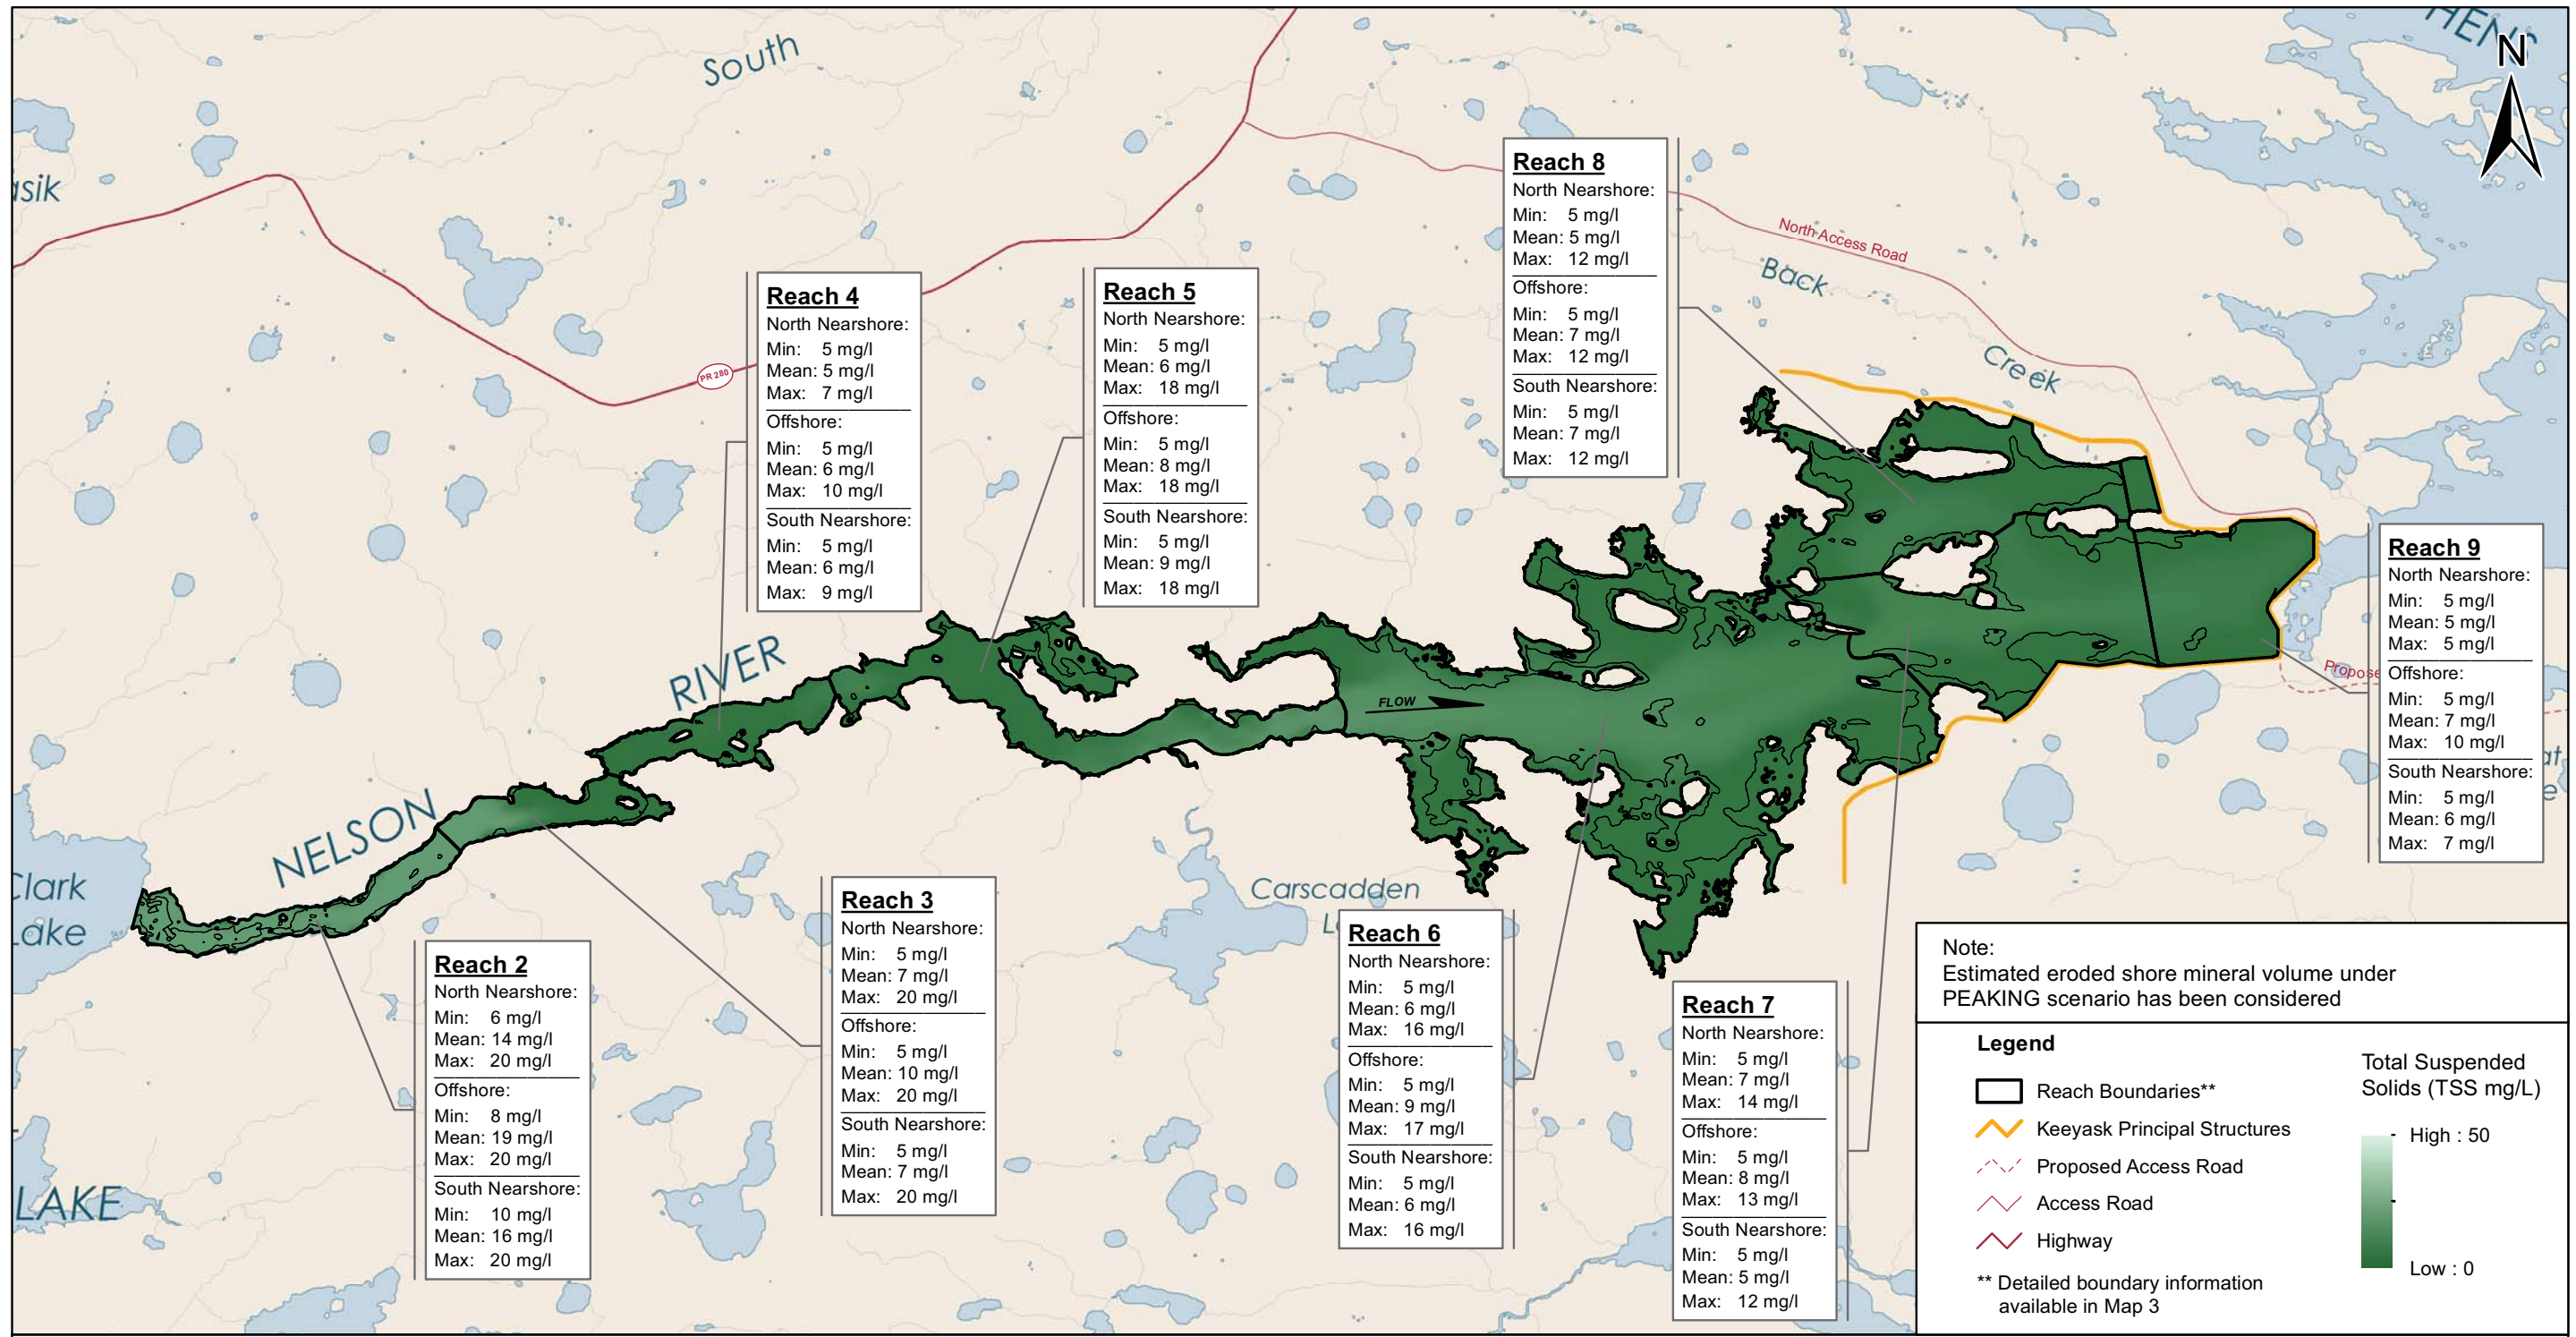 South
HENS
N
asik
North Access Road
Back
Creek
PR 280
Reach 8
North Nearshore:
Min: 5 mg/l
Mean: 5 mg/l
Max: 12 mg/l
Offshore:
Min: 5 mg/l
Mean: 7 mg/l
Max: 12 mg/l
South Nearshore:
Min: 5 mg/l
Mean: 7 mg/l
Max: 12 mg/l
Reach 4
North Nearshore:
Min: 5 mg/l
Mean: 5 mg/l
Max: 7 mg/l
Offshore:
Min: 5 mg/l
Mean: 6 mg/l
Max: 10 mg/l
South Nearshore:
Min: 5 mg/l
Mean: 6 mg/l
Max: 9 mg/l
Reach 5
North Nearshore:
Min: 5 mg/l
Mean: 6 mg/l
Max: 18 mg/l
Offshore:
Min: 5 mg/l
Mean: 8 mg/l
Max: 18 mg/l
South Nearshore:
Min: 5 mg/l
Mean: 9 mg/l
Max: 18 mg/l
Reach 9
North Nearshore:
Min: 5 mg/l
Mean: 5 mg/l
Max: 5 mg/l
Offshore:
Min: 5 mg/l
Mean: 7 mg/l
Max: 10 mg/l
South Nearshore:
Min: 5 mg/l
Mean: 6 mg/l
Max: 7 mg/l
Propose
NELSON RIVER
FLOW
Clark
Lake
Carscadden
L
LAKE
Reach 2
North Nearshore:
Min: 6 mg/l
Mean: 14 mg/l
Max: 20 mg/l
Offshore:
Min: 8 mg/l
Mean: 19 mg/l
Max: 20 mg/l
South Nearshore:
Min: 10 mg/l
Mean: 16 mg/l
Max: 20 mg/l
Reach 3
North Nearshore:
Min: 5 mg/l
Mean: 7 mg/l
Max: 20 mg/l
Offshore:
Min: 5 mg/l
Mean: 10 mg/l
Max: 20 mg/l
South Nearshore:
Min: 5 mg/l
Mean: 7 mg/l
Max: 20 mg/l
Reach 6
North Nearshore:
Min: 5 mg/l
Mean: 6 mg/l
Max: 16 mg/l
Offshore:
Min: 5 mg/l
Mean: 9 mg/l
Max: 17 mg/l
South Nearshore:
Min: 5 mg/l
Mean: 6 mg/l
Max: 16 mg/l
Reach 7
North Nearshore:
Min: 5 mg/l
Mean: 7 mg/l
Max: 14 mg/l
Offshore:
Min: 5 mg/l
Mean: 8 mg/l
Max: 13 mg/l
South Nearshore:
Min: 5 mg/l
Mean: 5 mg/l
Max: 12 mg/l
Note:
Estimated eroded shore mineral volume under
PEAKING scenario has been considered
Legend
Reach Boundaries**
Keeyask Principal Structures
Proposed Access Road
Access Road
Highway
** Detailed boundary information
available in Map 3
Total Suspended
Solids (TSS mg/L)
High : 50
Low : 0